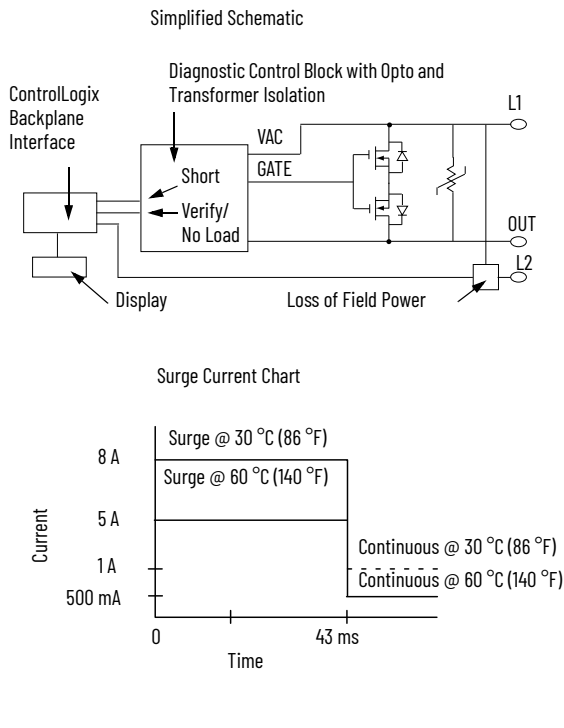 Simplified Schematic
Diagnostic Control Block with Opto and
Transformer Isolation
ControlLogix
Backplane
Interface
L1
VAC
GATE
Short
Verify/
No Load
OUT
L2
Display
Loss of Field Power
Surge Current Chart
Surge @ 30 °C (86 °F)
8 A
Surge @ 60 °C (140 °F)
5 A
Current
Continuous @ 30 °C (86 °F)
1 A
Continuous @ 60 °C (140 °F)
500 mA
0
43 ms
Time